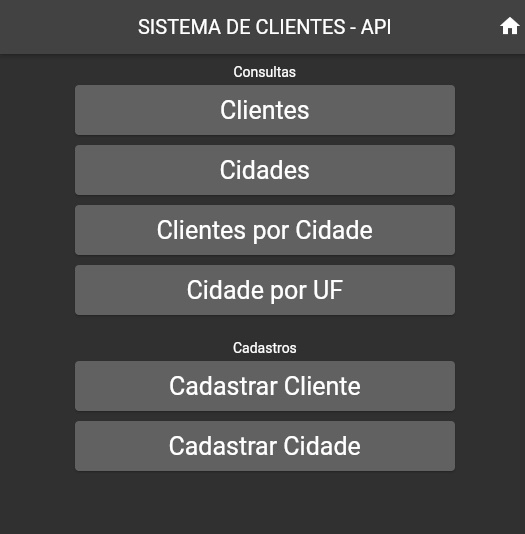 SISTEMA DE CLIENTES - API
Consultas
Clientes
Cidades
Clientes por Cidade
Cidade por UF
Cadastros
Cadastrar Cliente
Cadastrar Cidade